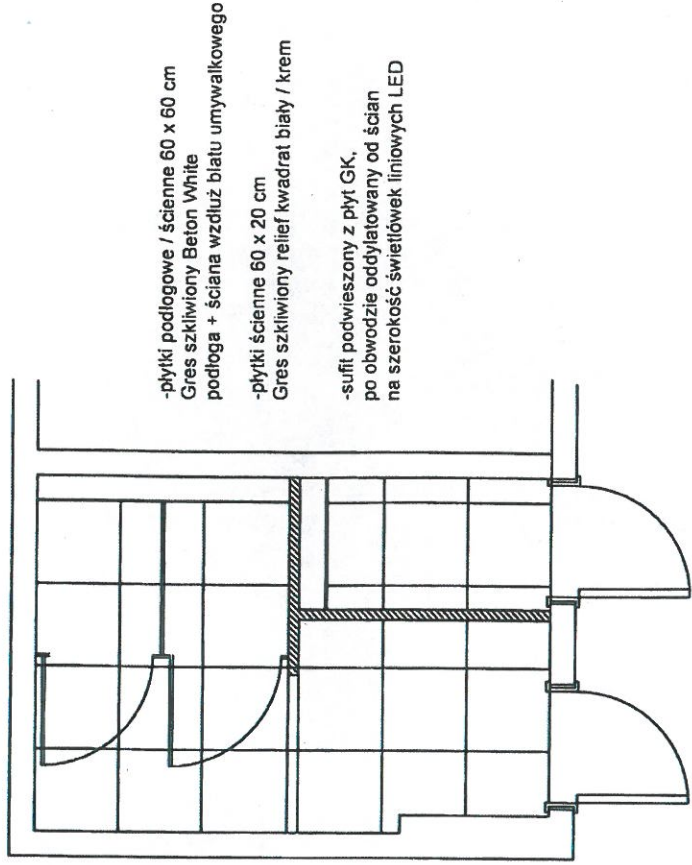 -płytki podłogowe / ścienne 60 x 60 cm
Gres szkliwiony Beton White
podłoga + ściana wzdłuż blatu umywalkowego
-płytki ścienne 60 x 20 cm
Gres szkliwiony relief kwadrat biały / krem
-sufit podwieszony z płyt GK,
po obwodzie oddylatowany od ścian
na szerokość świetlówek liniowych LED